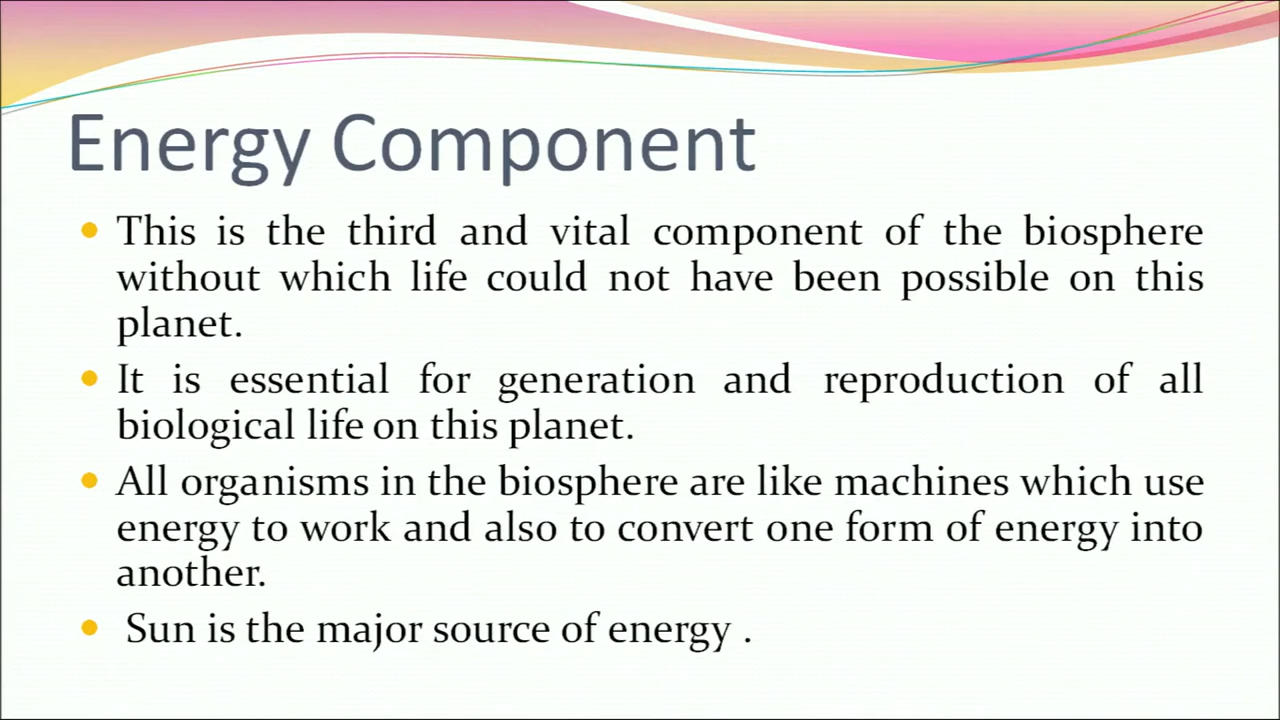 Energy Component
• This is the third and vital component of the biosphere
without which life could not have been possible on this
planet.
• It is essential for generation and reproduction of all
biological life on this planet.
• All organisms in the biosphere are like machines which use
energy to work and also to convert one form of energy into
another.
• Sun is the major source of energy .